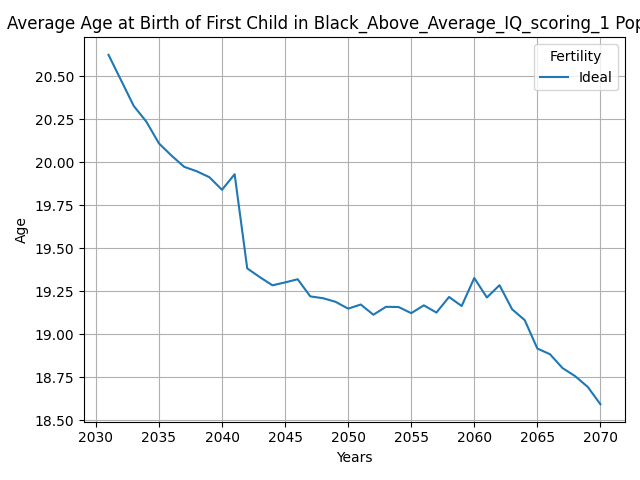 Average Age at Birth of First Child in Black_Above_Average_IQ_scoring_1
Fertility
Ideal
Age
20.50
20.25
20.00
19.75
19.50
19.25
19.00
18.75
18.50
2030 2035 2040 2045 2050 2055 2060 2065 2070
Years